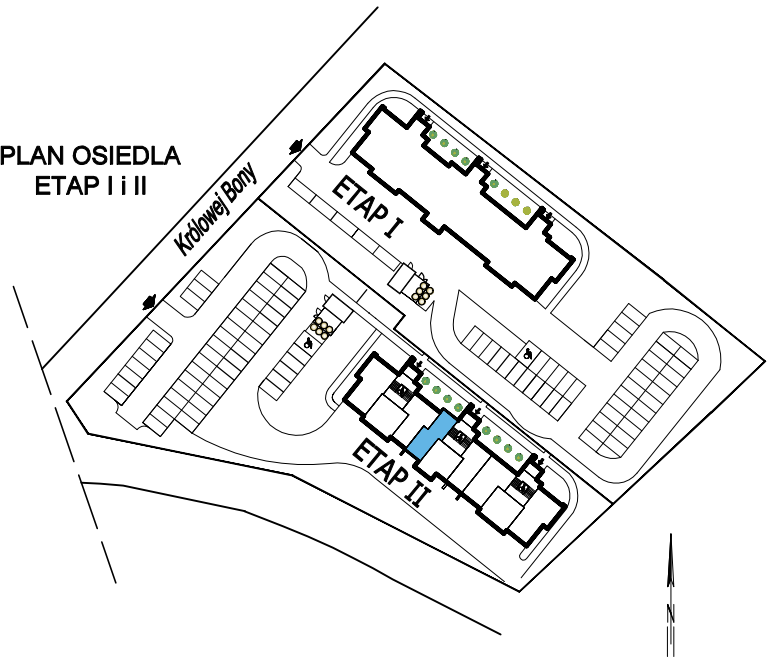 PLAN OSIEDLA
ETAP I i II
Królowej Bony
ETAP I
ETAP II
N